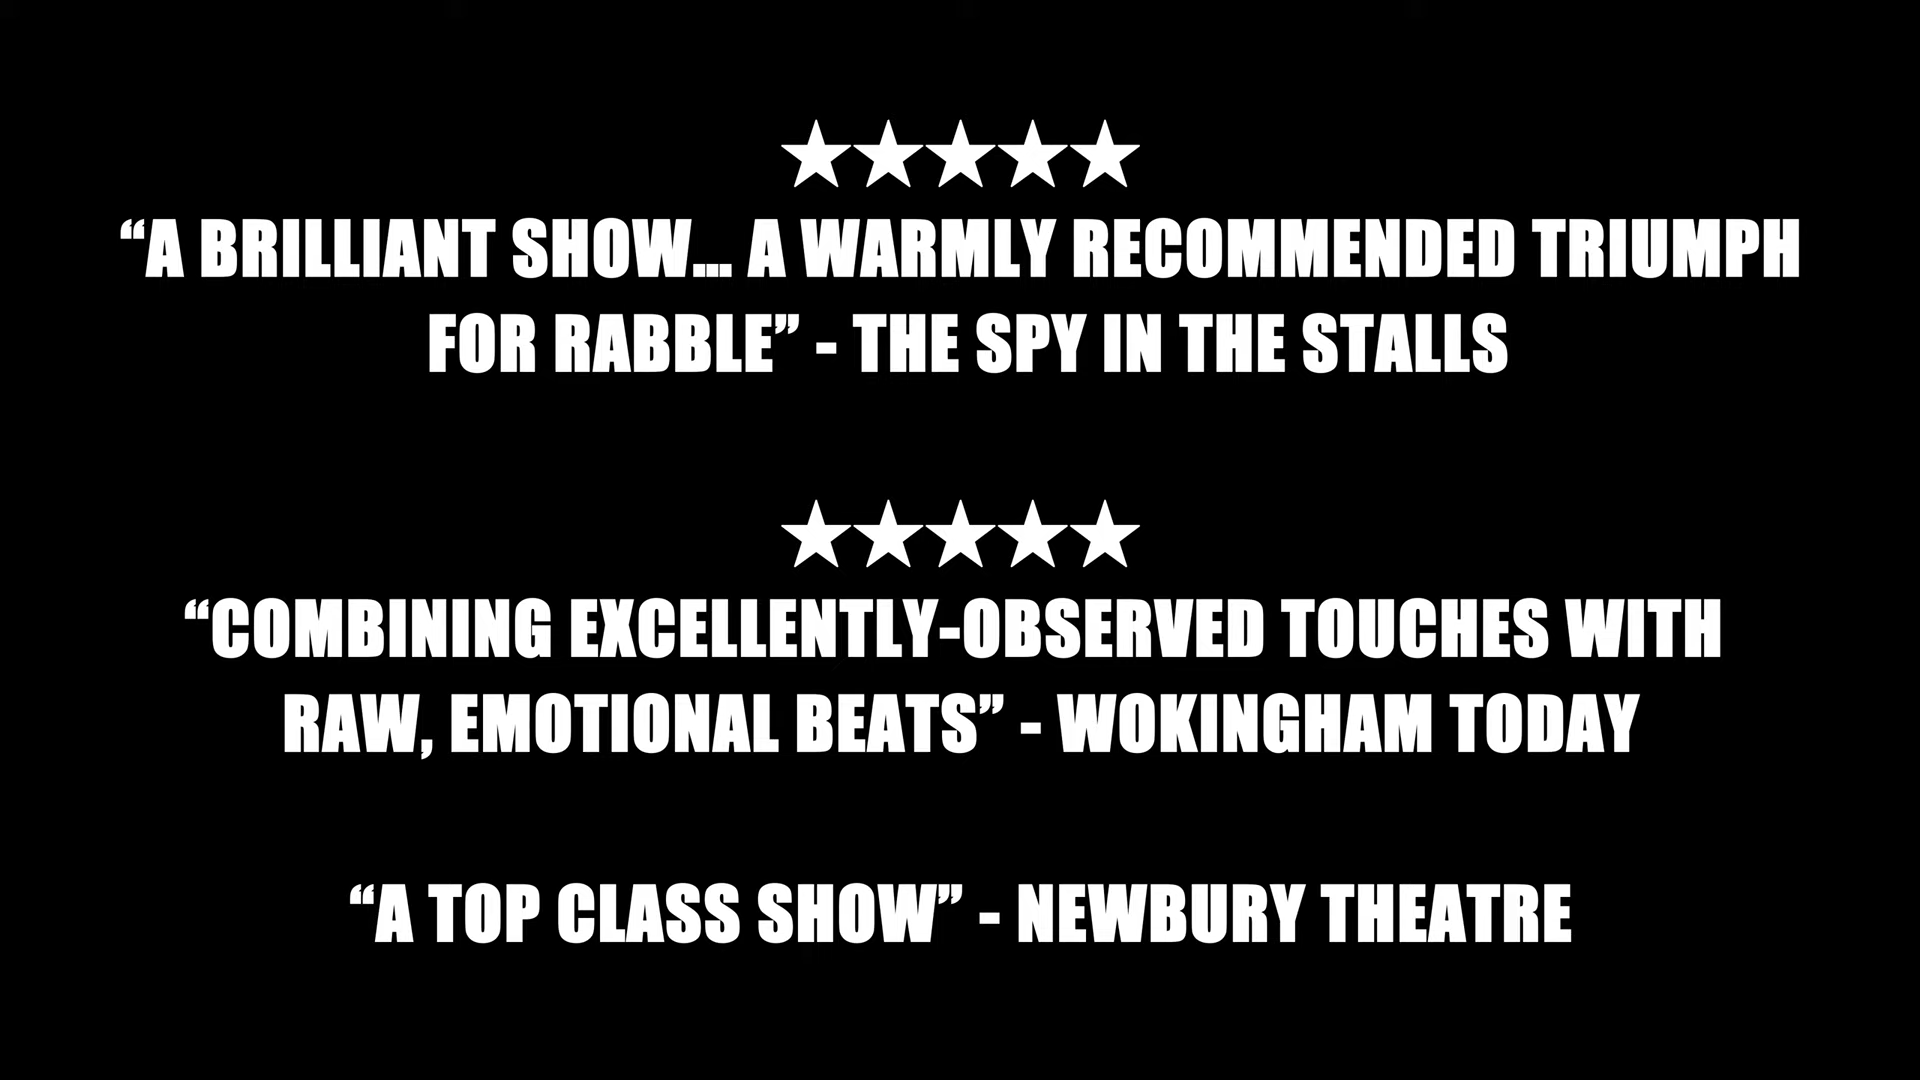 ★★★★★
“A BRILLIANT SHOW... A WARMLY RECOMMENDED TRIUMPH
FOR RABBLE” - THE SPY IN THE STALLS
★★★★★
“COMBINING EXCELLENTLY-OBSERVED TOUCHES WITH
RAW, EMOTIONAL BEATS” - WOKINGHAM TODAY
“A TOP CLASS SHOW” - NEWBURY THEATRE